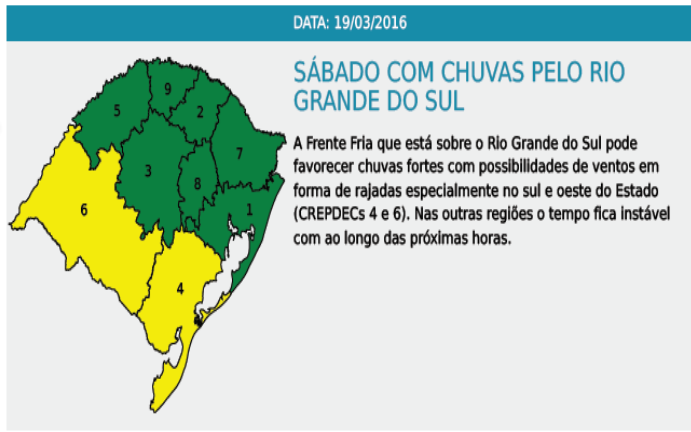 DATA: 19/03/2016
SÁBADO COM CHUVAS PELO RIO
GRANDE DO SUL
A Frente Fria que está sobre o Rio Grande do Sul pode
favorecer chuvas fortes com possibilidades de ventos em
forma de rajadas especialmente no sul e oeste do Estado
(CREPDECs 4 e 6). Nas outras regiões o tempo fica instável
com ao longo das próximas horas.
9
5
2
7
3
8
6
1
4